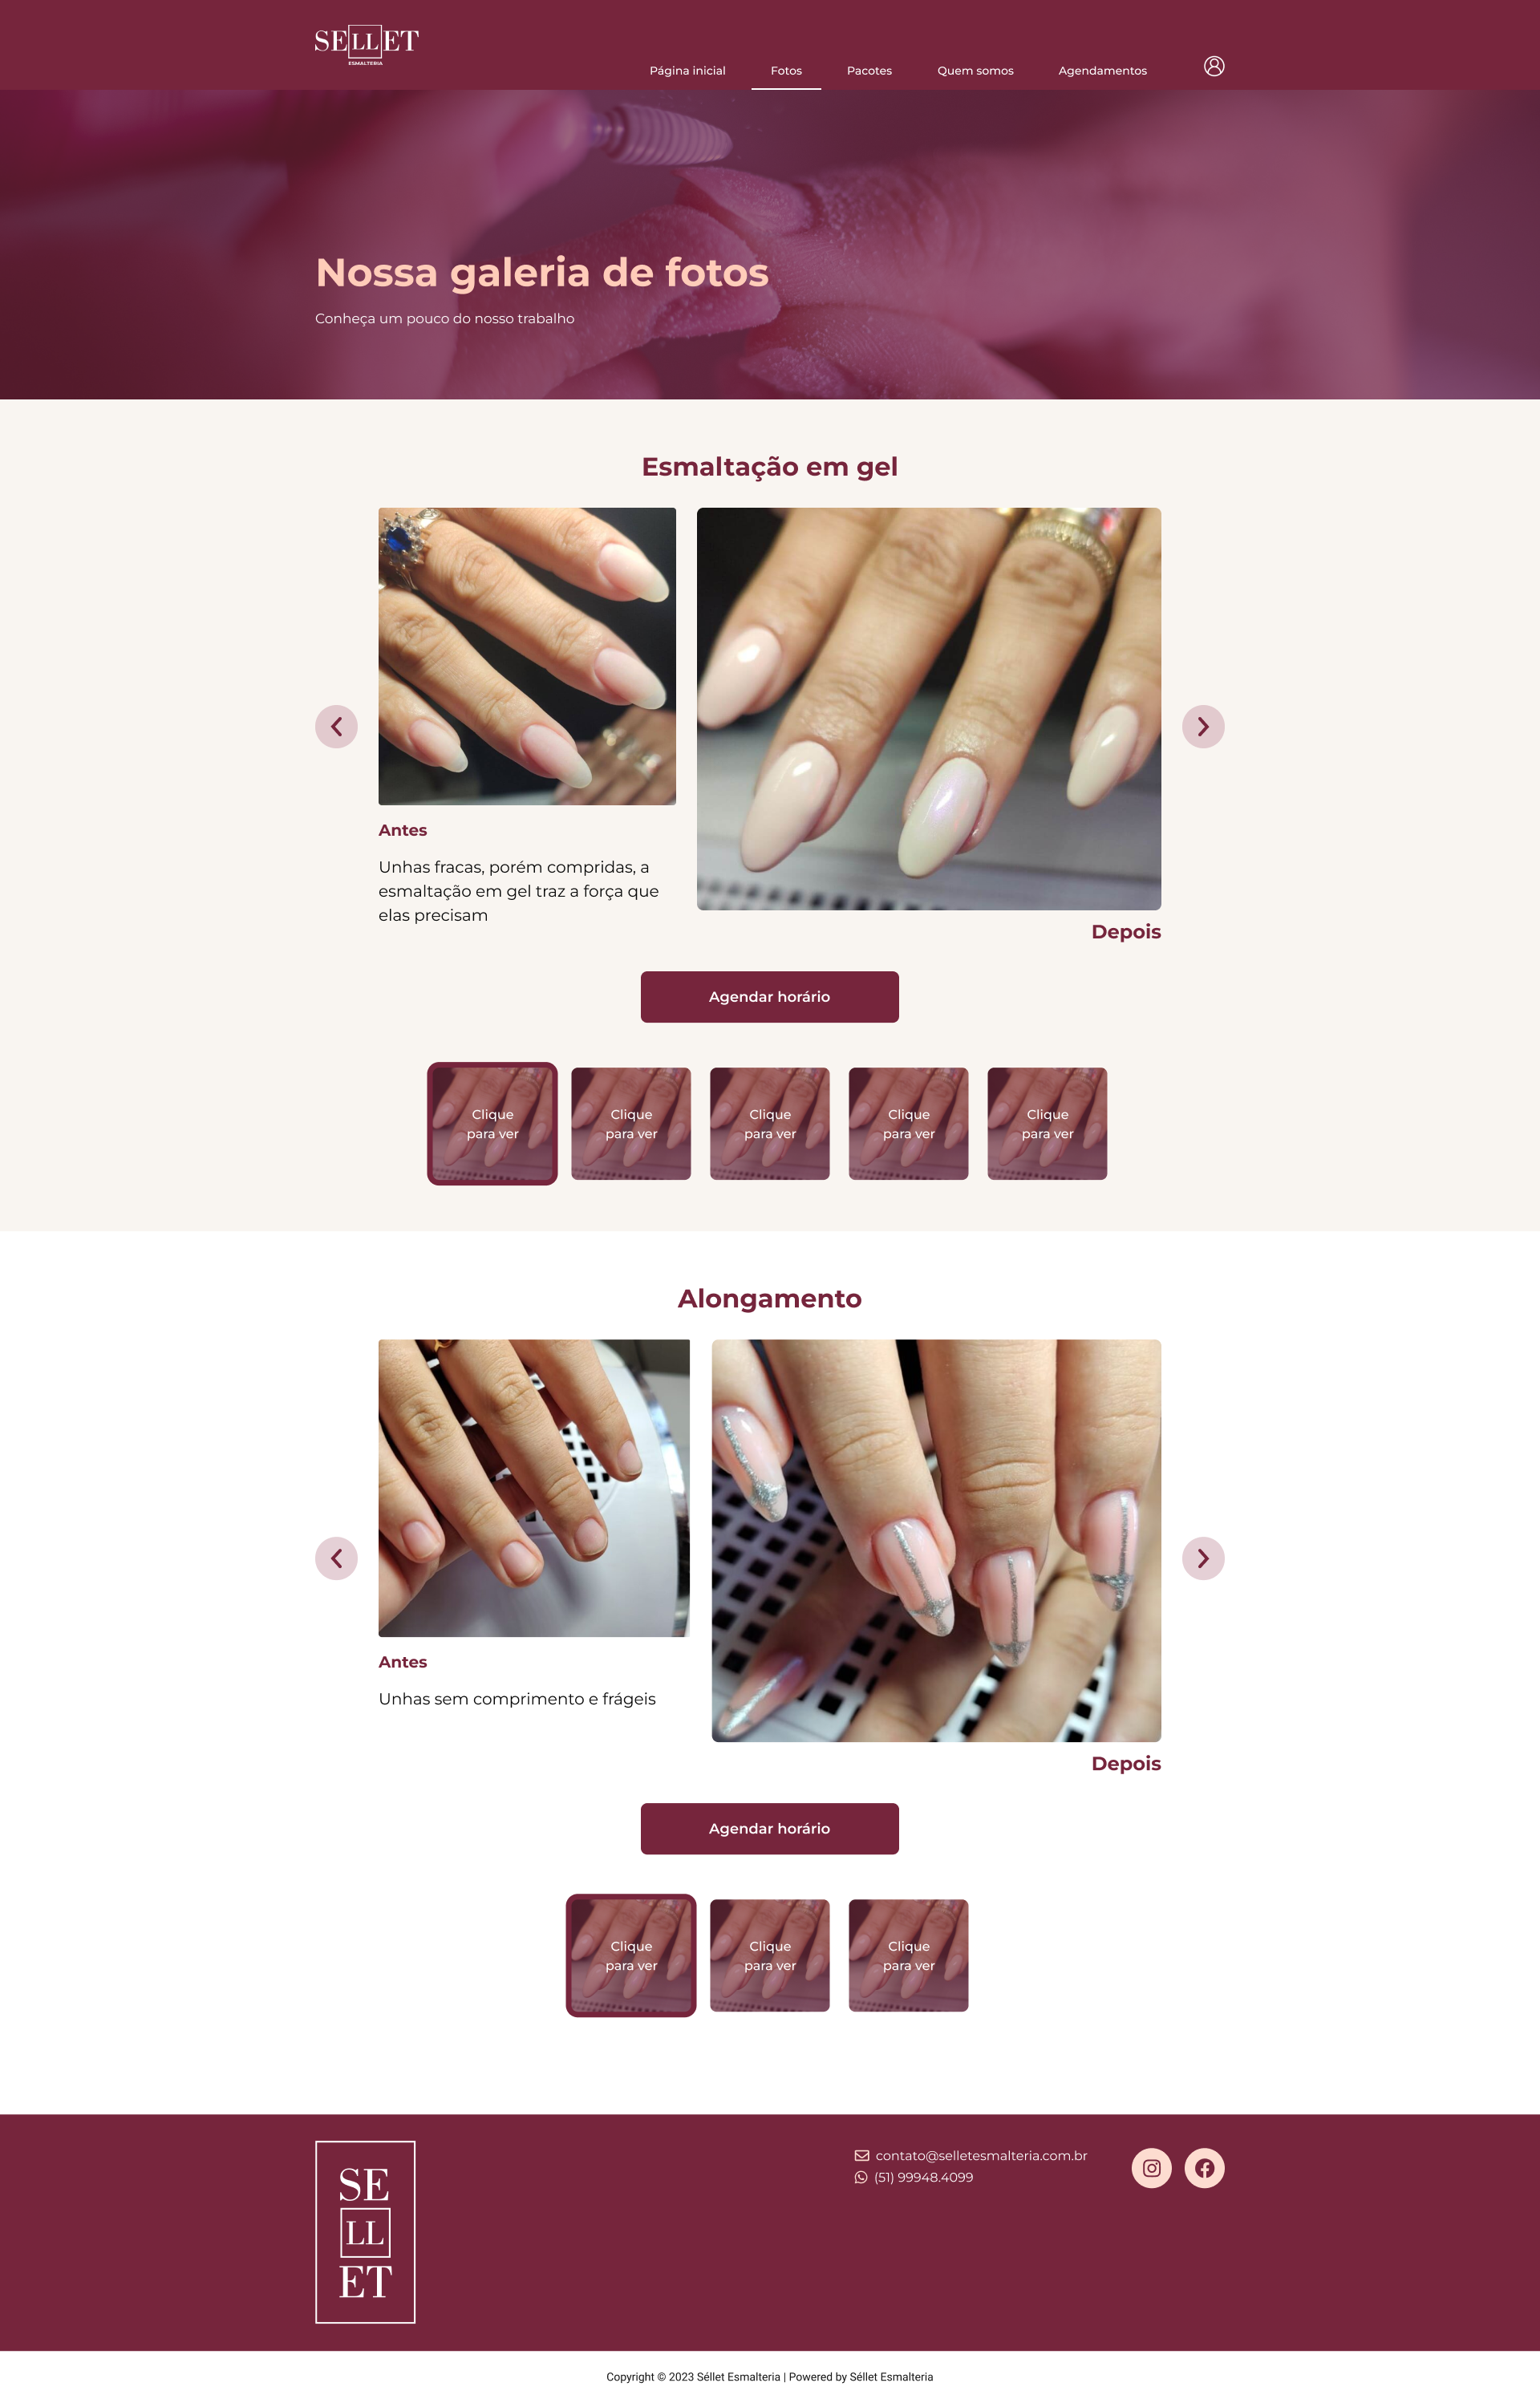 SELLET
ESMALTERIA
Página inicial
Fotos
Pacotes
Quem somos
Agendamentos
Nossa galeria de fotos
Conheça um pouco do nosso trabalho
Esmaltação em gel
Antes
Unhas fracas, porém compridas, a
esmaltação em gel traz a força que
elas precisam
Depois
Agendar horário
Clique
para ver
Clique
para ver
Clique
para ver
Clique
para ver
Clique
para ver
Alongamento
Antes
Unhas sem comprimento e frágeis
Depois
Agendar horário
Clique
para ver
Clique
para ver
Clique
para ver
SE
LL
ET
contato@selletesmalteria.com.br
(51) 99948.4099
Copyright © 2023 Séllet Esmalteria | Powered by Séllet Esmalteria